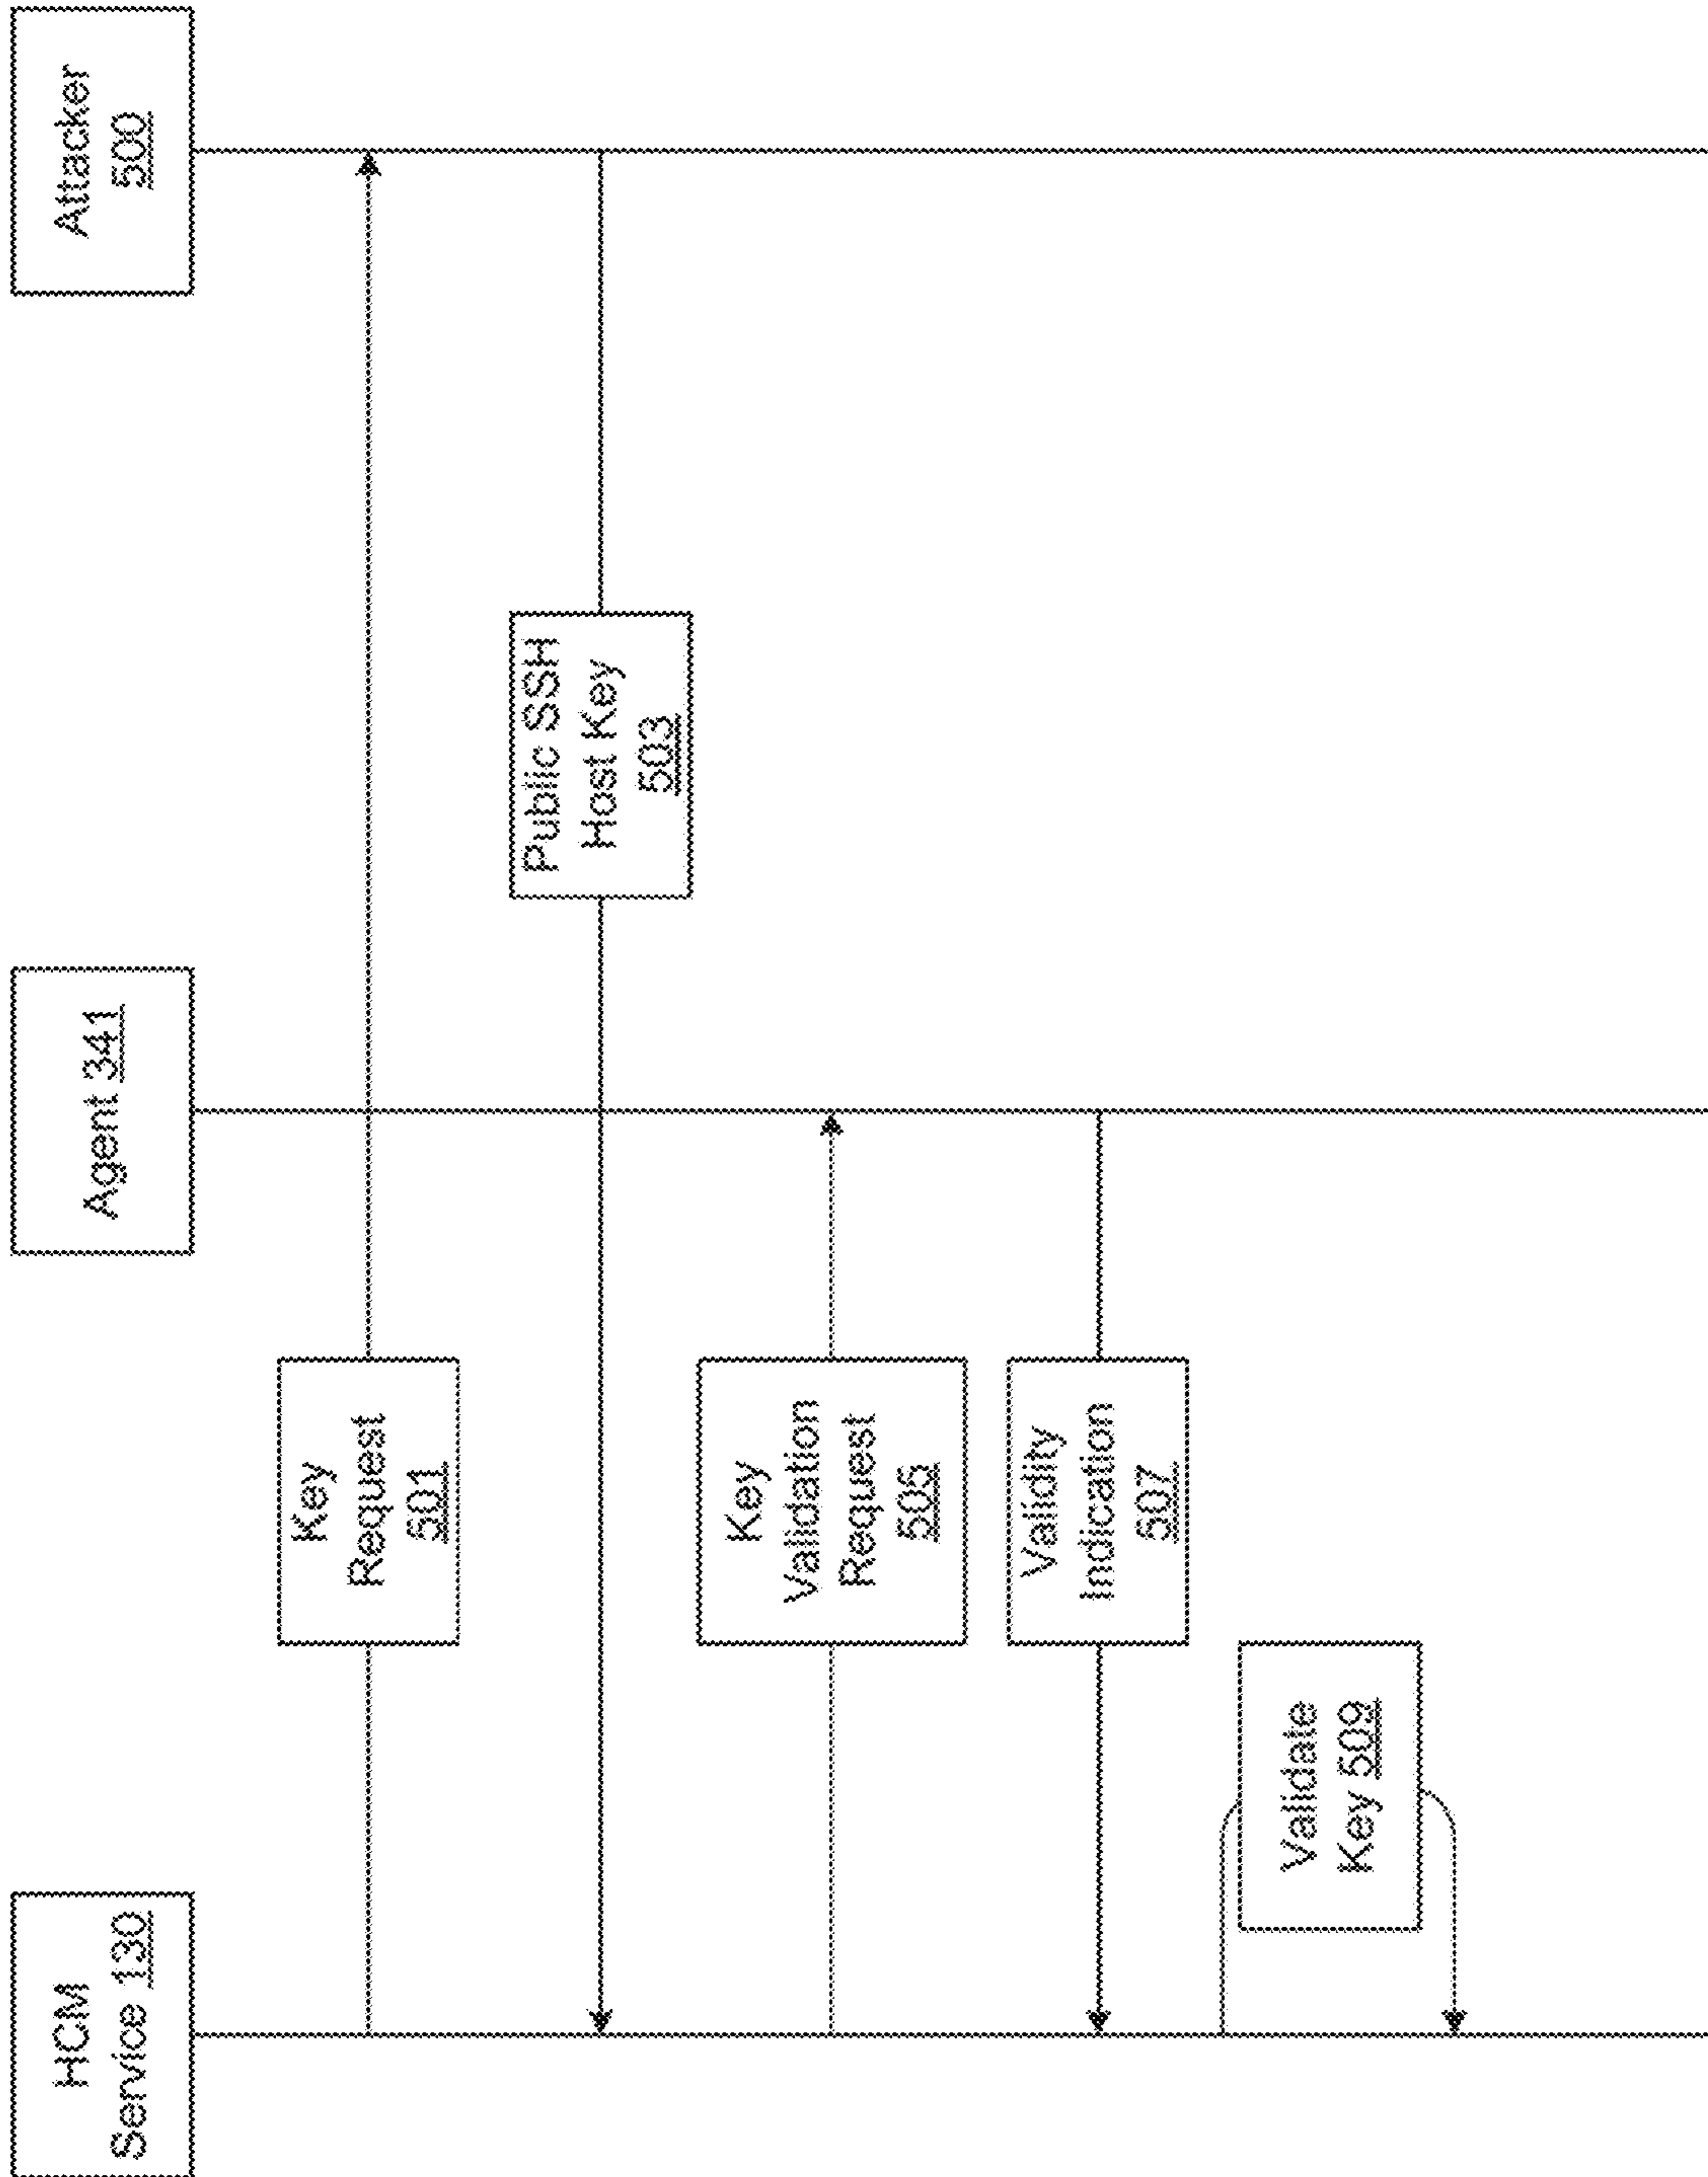 HCM
Service 130
Agent 341
Attacker
500
Key
Request
501
Public SSH
Host Key
503
Key
Validation
Request
505
Validity
Indication
507
Validate
Key 509